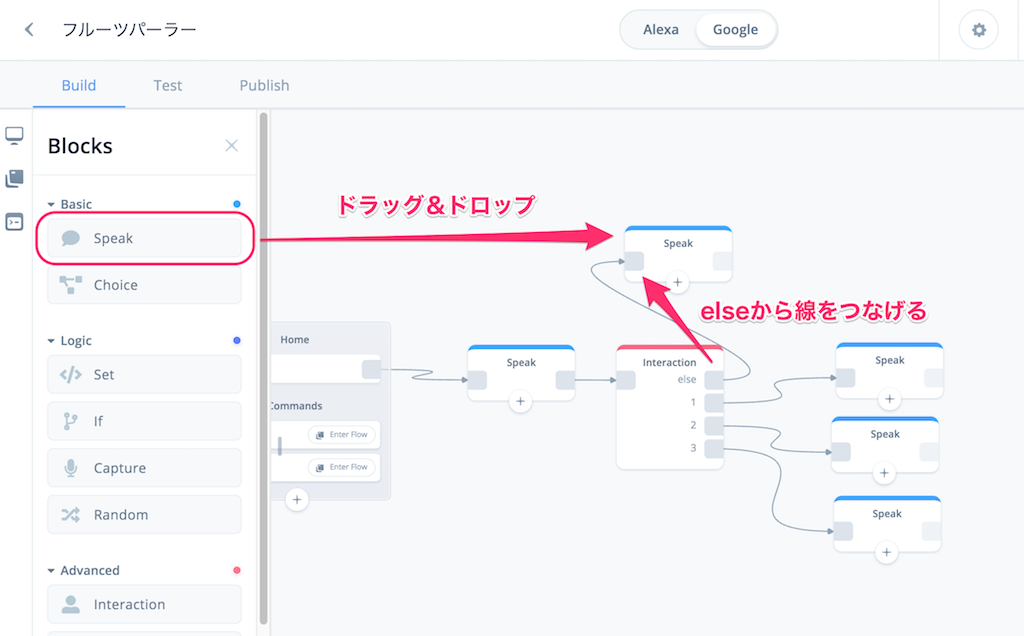 フルーツパーラー
Alexa
Google
Build
Test
Publish
Blocks
Basic
Speak
Choice
Logic
Set
If
Capture
Random
Advanced
Interaction
ドラッグ&ドロップ
Speak
elseから線をつなげる
Home
Commands
Enter Flow
Enter Flow
Speak
Interaction
else
1
2
3
Speak
Speak
Speak